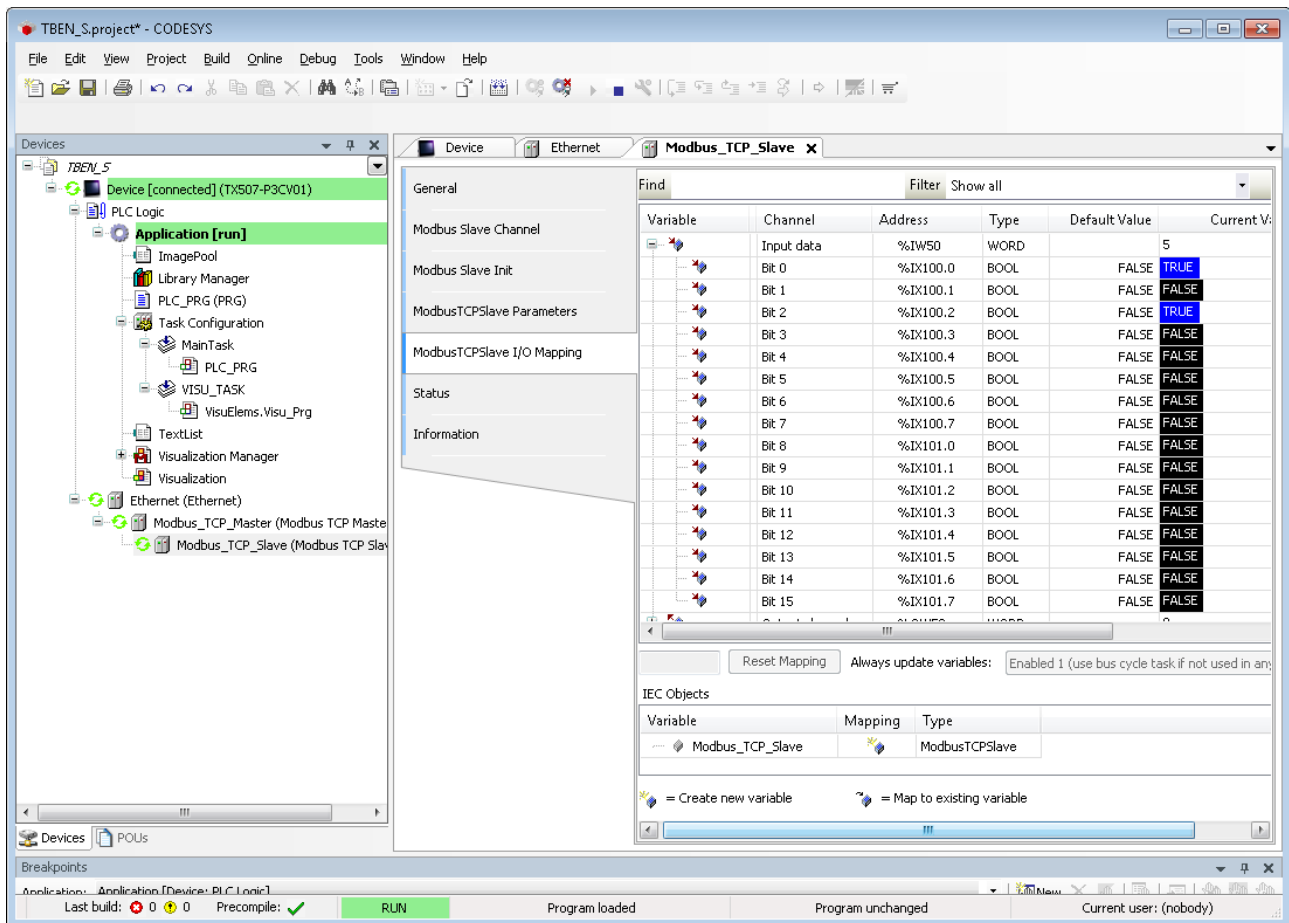 TBEN_S.project* - CODESYS
File Edit View Project Build Online Debug Tools Window Help
Devices
TBEN_S
Device [connected] (TX507-P3CV01)
PLC Logic
Application [run]
ImagePool
Library Manager
PLC_PRG (PRG)
Task Configuration
MainTask
PLC_PRG
VISU_TASK
VisuElems.Visu_Prg
TextList
Visualization Manager
Visualization
Ethernet (Ethernet)
Modbus_TCP_Master (Modbus TCP Maste
Modbus_TCP_Slave (Modbus TCP Slav
Devices POUs
Device Ethernet Modbus_TCP_Slave
General
Modbus Slave Channel
Modbus Slave Init
ModbusTCPSlave Parameters
ModbusTCPSlave I/O Mapping
Status
Information
Find Filter Show all
Variable Channel Address Type Default Value Current Va
Input data %IW50 WORD 5
Bit 0 %IX100.0 BOOL FALSE TRUE
Bit 1 %IX100.1 BOOL FALSE FALSE
Bit 2 %IX100.2 BOOL FALSE TRUE
Bit 3 %IX100.3 BOOL FALSE FALSE
Bit 4 %IX100.4 BOOL FALSE FALSE
Bit 5 %IX100.5 BOOL FALSE FALSE
Bit 6 %IX100.6 BOOL FALSE FALSE
Bit 7 %IX100.7 BOOL FALSE FALSE
Bit 8 %IX101.0 BOOL FALSE FALSE
Bit 9 %IX101.1 BOOL FALSE FALSE
Bit 10 %IX101.2 BOOL FALSE FALSE
Bit 11 %IX101.3 BOOL FALSE FALSE
Bit 12 %IX101.4 BOOL FALSE FALSE
Bit 13 %IX101.5 BOOL FALSE FALSE
Bit 14 %IX101.6 BOOL FALSE FALSE
Bit 15 %IX101.7 BOOL FALSE FALSE
Reset Mapping Always update variables: Enabled 1 (use bus cycle task if not used in any
IEC Objects
Variable Mapping Type
Modbus_TCP_Slave ModbusTCPSlave
= Create new variable = Map to existing variable
Breakpoints
Application: Application [Device: PLC Logic] New
Last build: 0 0 Precompile: RUN Program loaded Program unchanged Current user: (nobody)